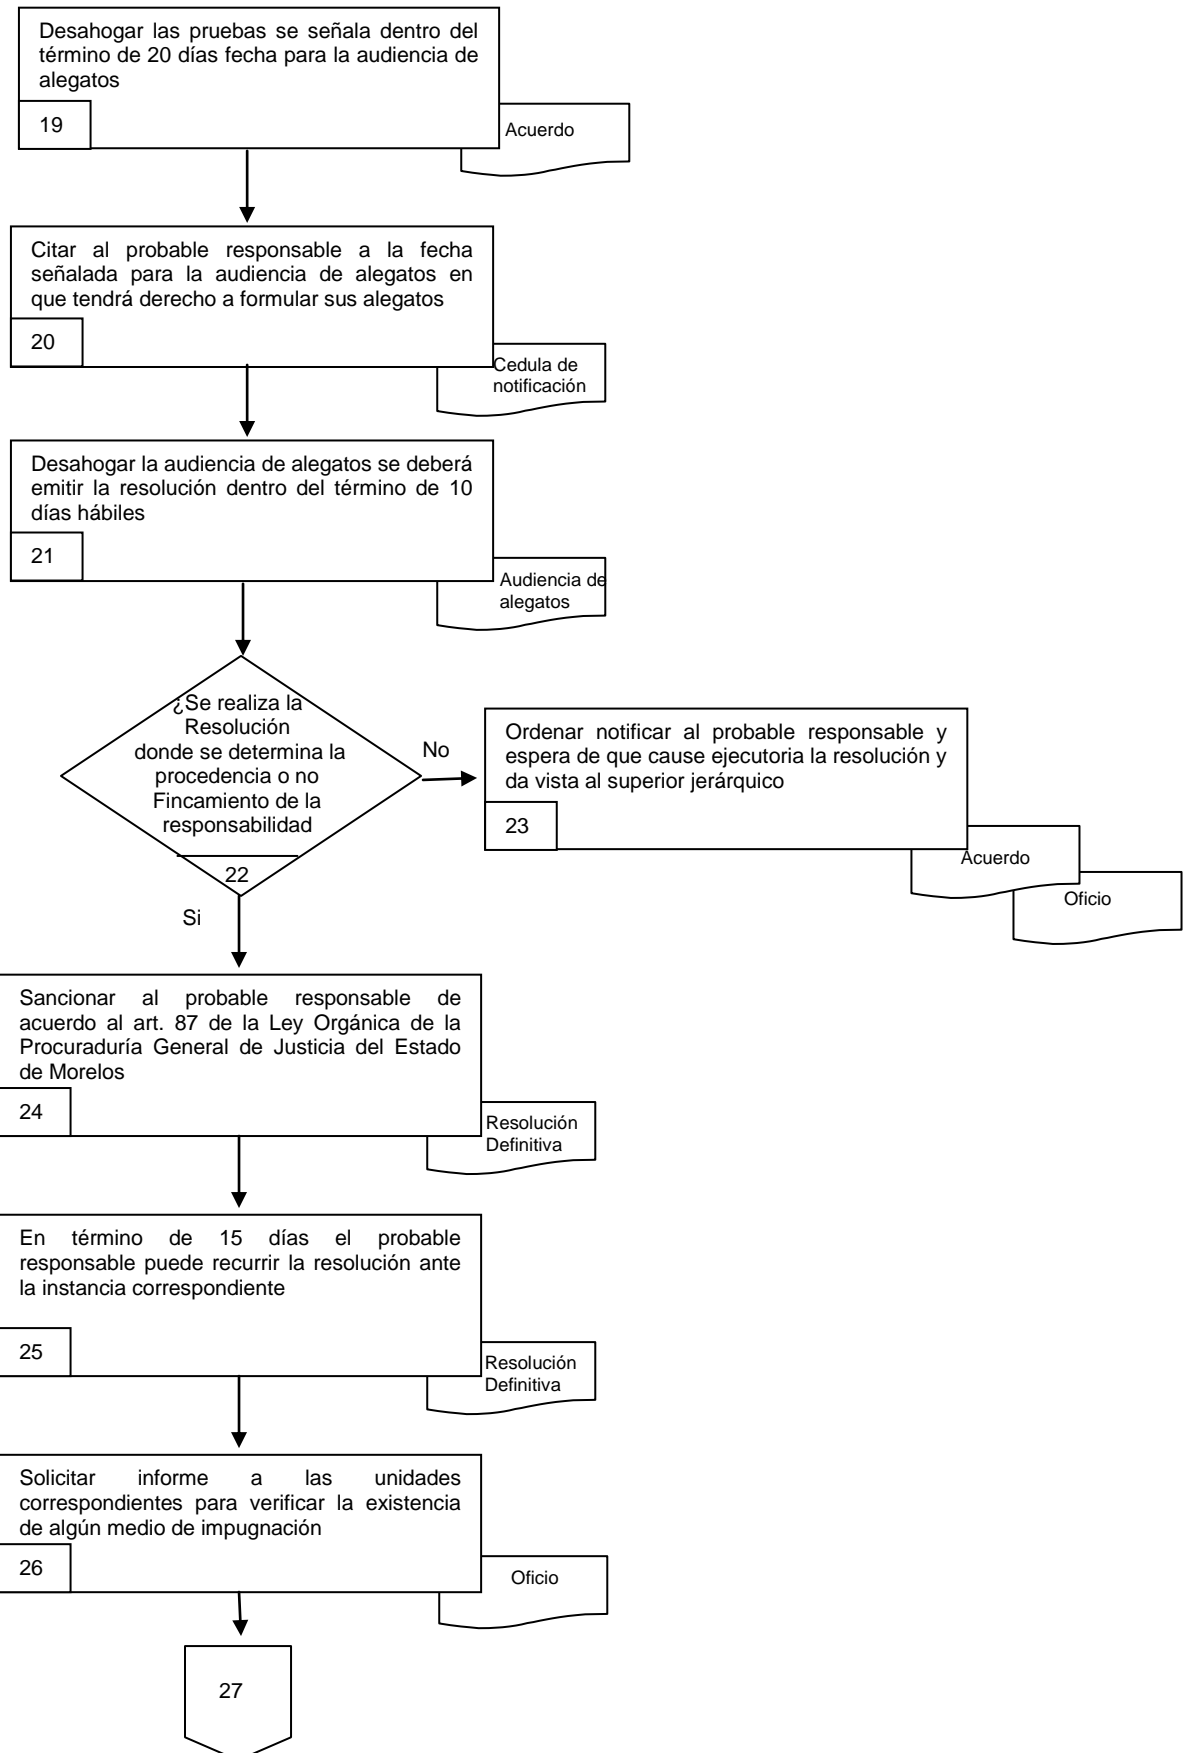 Desahogar las pruebas se señala dentro del
término de 20 días fecha para la audiencia de
alegatos
19
Acuerdo
Citar al probable responsable a la fecha
señalada para la audiencia de alegatos en
que tendrá derecho a formular sus alegatos
20
Cedula de
notificación
Desahogar la audiencia de alegatos se deberá
emitir la resolución dentro del término de 10
días hábiles
21
Audiencia de
alegatos
¿Se realiza la
Resolución
donde se determina la
procedencia o no
Fincamiento de la
responsabilidad
22
No
Ordenar notificar al probable responsable y
espera de que cause ejecutoria la resolución y
da vista al superior jerárquico
23
Acuerdo
Oficio
Si
Sancionar al probable responsable de
acuerdo al art. 87 de la Ley Orgánica de la
Procuraduría General de Justicia del Estado
de Morelos
24
Resolución
Definitiva
En término de 15 días el probable
responsable puede recurrir la resolución ante
la instancia correspondiente
25
Resolución
Definitiva
Solicitar informe a las unidades
correspondientes para verificar la existencia
de algún medio de impugnación
26
Oficio
27